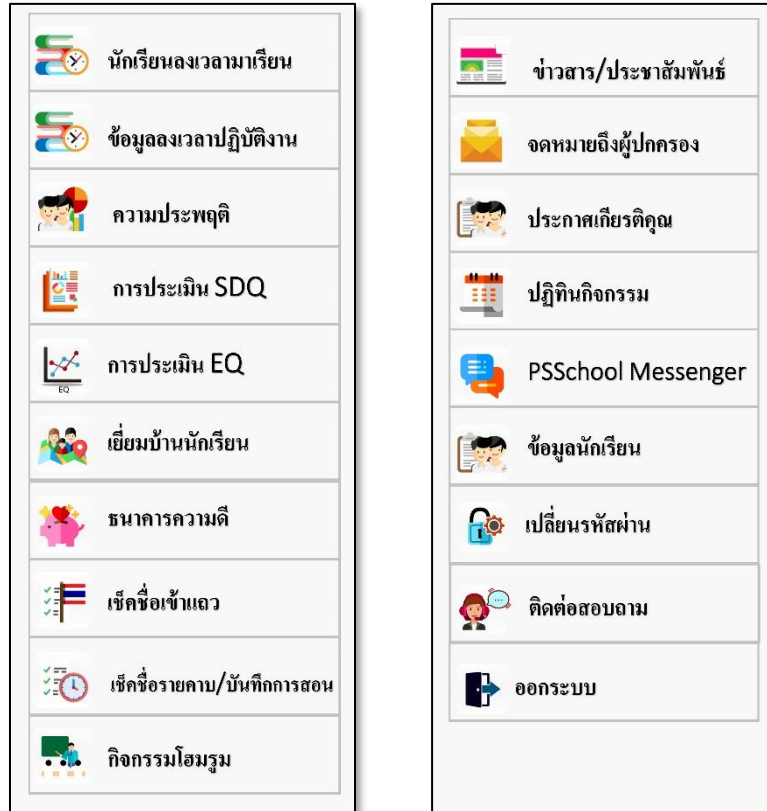 นักเรียนลงเวลามาเรียน
ข้อมูลลงเวลาปฏิบัติงาน
ความประพฤติ
การประเมิน SDQ
การประเมิน EQ
EQ
เยี่ยมบ้านนักเรียน
ธนาคารความดี
เช็คชื่อเข้าแถว
เช็คชื่อรายคาบ/บันทึกการสอน
กิจกรรมโฮมรูม
ข่าวสาร/ประชาสัมพันธ์
จดหมายถึงผู้ปกครอง
ประกาศเกียรติคุณ
ปฏิทินกิจกรรม
PSSchool Messenger
ข้อมูลนักเรียน
เปลี่ยนรหัสผ่าน
ติดต่อสอบถาม
ออกระบบ